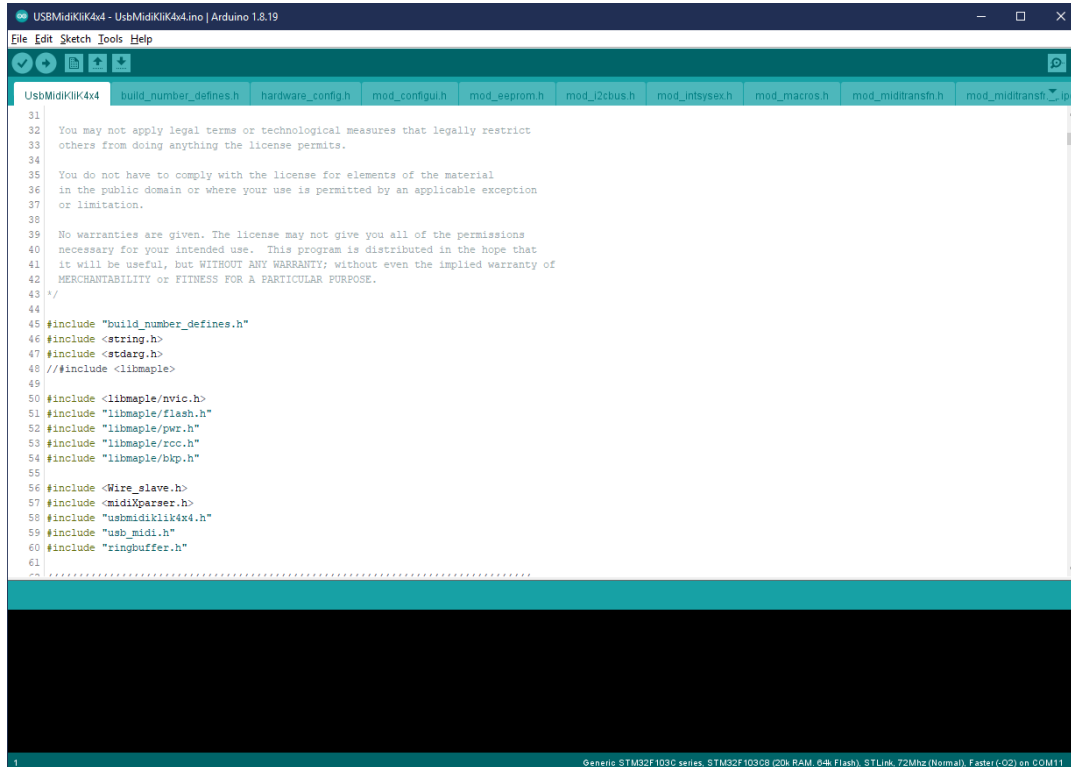 USBMidiKliK4x4 - UsbMidiKliK4x4.ino | Arduino 1.8.19
File Edit Sketch Tools Help
UsbMidiKliK4x4 build_number_defines.h hardware_config.h mod_configui.h mod_eeprom.h mod_i2cbus.h mod_intsysex.h mod_macros.h mod_miditransfn.h mod_miditransfn_ip
31
32 You may not apply legal terms or technological measures that legally restrict
33 others from doing anything the license permits.
34
35 You do not have to comply with the license for elements of the material
36 in the public domain or where your use is permitted by an applicable exception
37 or limitation.
38
39 No warranties are given. The license may not give you all of the permissions
40 necessary for your intended use. This program is distributed in the hope that
41 it will be useful, but WITHOUT ANY WARRANTY; without even the implied warranty of
42 MERCHANTABILITY or FITNESS FOR A PARTICULAR PURPOSE.
43 */
44
45 #include "build_number_defines.h"
46 #include <string.h>
47 #include <stdarg.h>
48 //#include <libmaple>
49
50 #include <libmaple/nvic.h>
51 #include "libmaple/flash.h"
52 #include "libmaple/pwr.h"
53 #include "libmaple/rcc.h"
54 #include "libmaple/bkp.h"
55
56 #include <Wire_slave.h>
57 #include <midiXparser.h>
58 #include "usbmidiklik4x4.h"
59 #include "usb_midi.h"
60 #include "ringbuffer.h"
61
1 Generic STM32F103C series, STM32F103C8 (20k RAM. 64k Flash), STLink, 72Mhz (Normal), Faster (-O2) on COM11